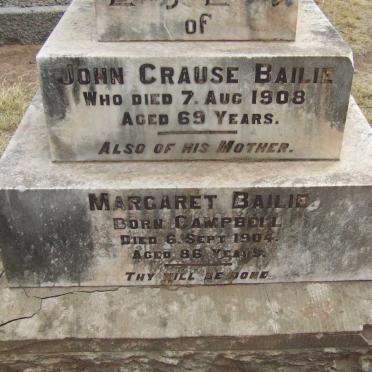 of
John Crause Bailie
Who died 7. Aug 1908
Aged 69 Years.
Also of his Mother.
Margaret Bailie
Born Campbell
Died 6. Sept 1904.
Aged 86 Years.
Thy will be done